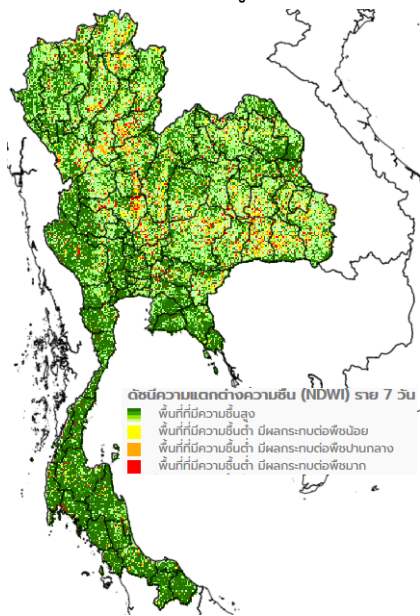 ดัชนีความแตกต่างความชื้น (NDWI) ราย 7 วัน
พื้นที่ที่มีความชื้นสูง
พื้นที่ที่มีความชื้นต่ำ มีผลกระทบต่อพืชน้อย
พื้นที่ที่มีความชื้นต่ำ มีผลกระทบต่อพืชปานกลาง
พื้นที่ที่มีความชื้นต่ำ มีผลกระทบต่อพืชมาก